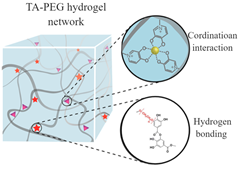 TA-PEG hydrogel
network
Cordinatioan
interaction
Hydrogen
bonding